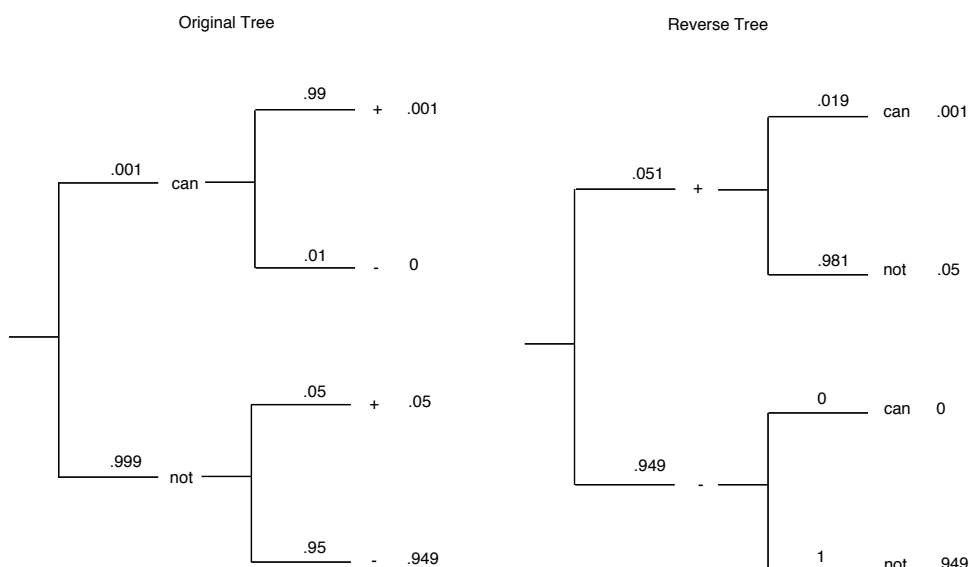 Original Tree
Reverse Tree
.99
+ .001
.001
can
.01
- 0
.05
+ .05
.999
not
.95
- .949
.019
can .001
.051
+
.981
not .05
0
can 0
.949
-
1
not .949